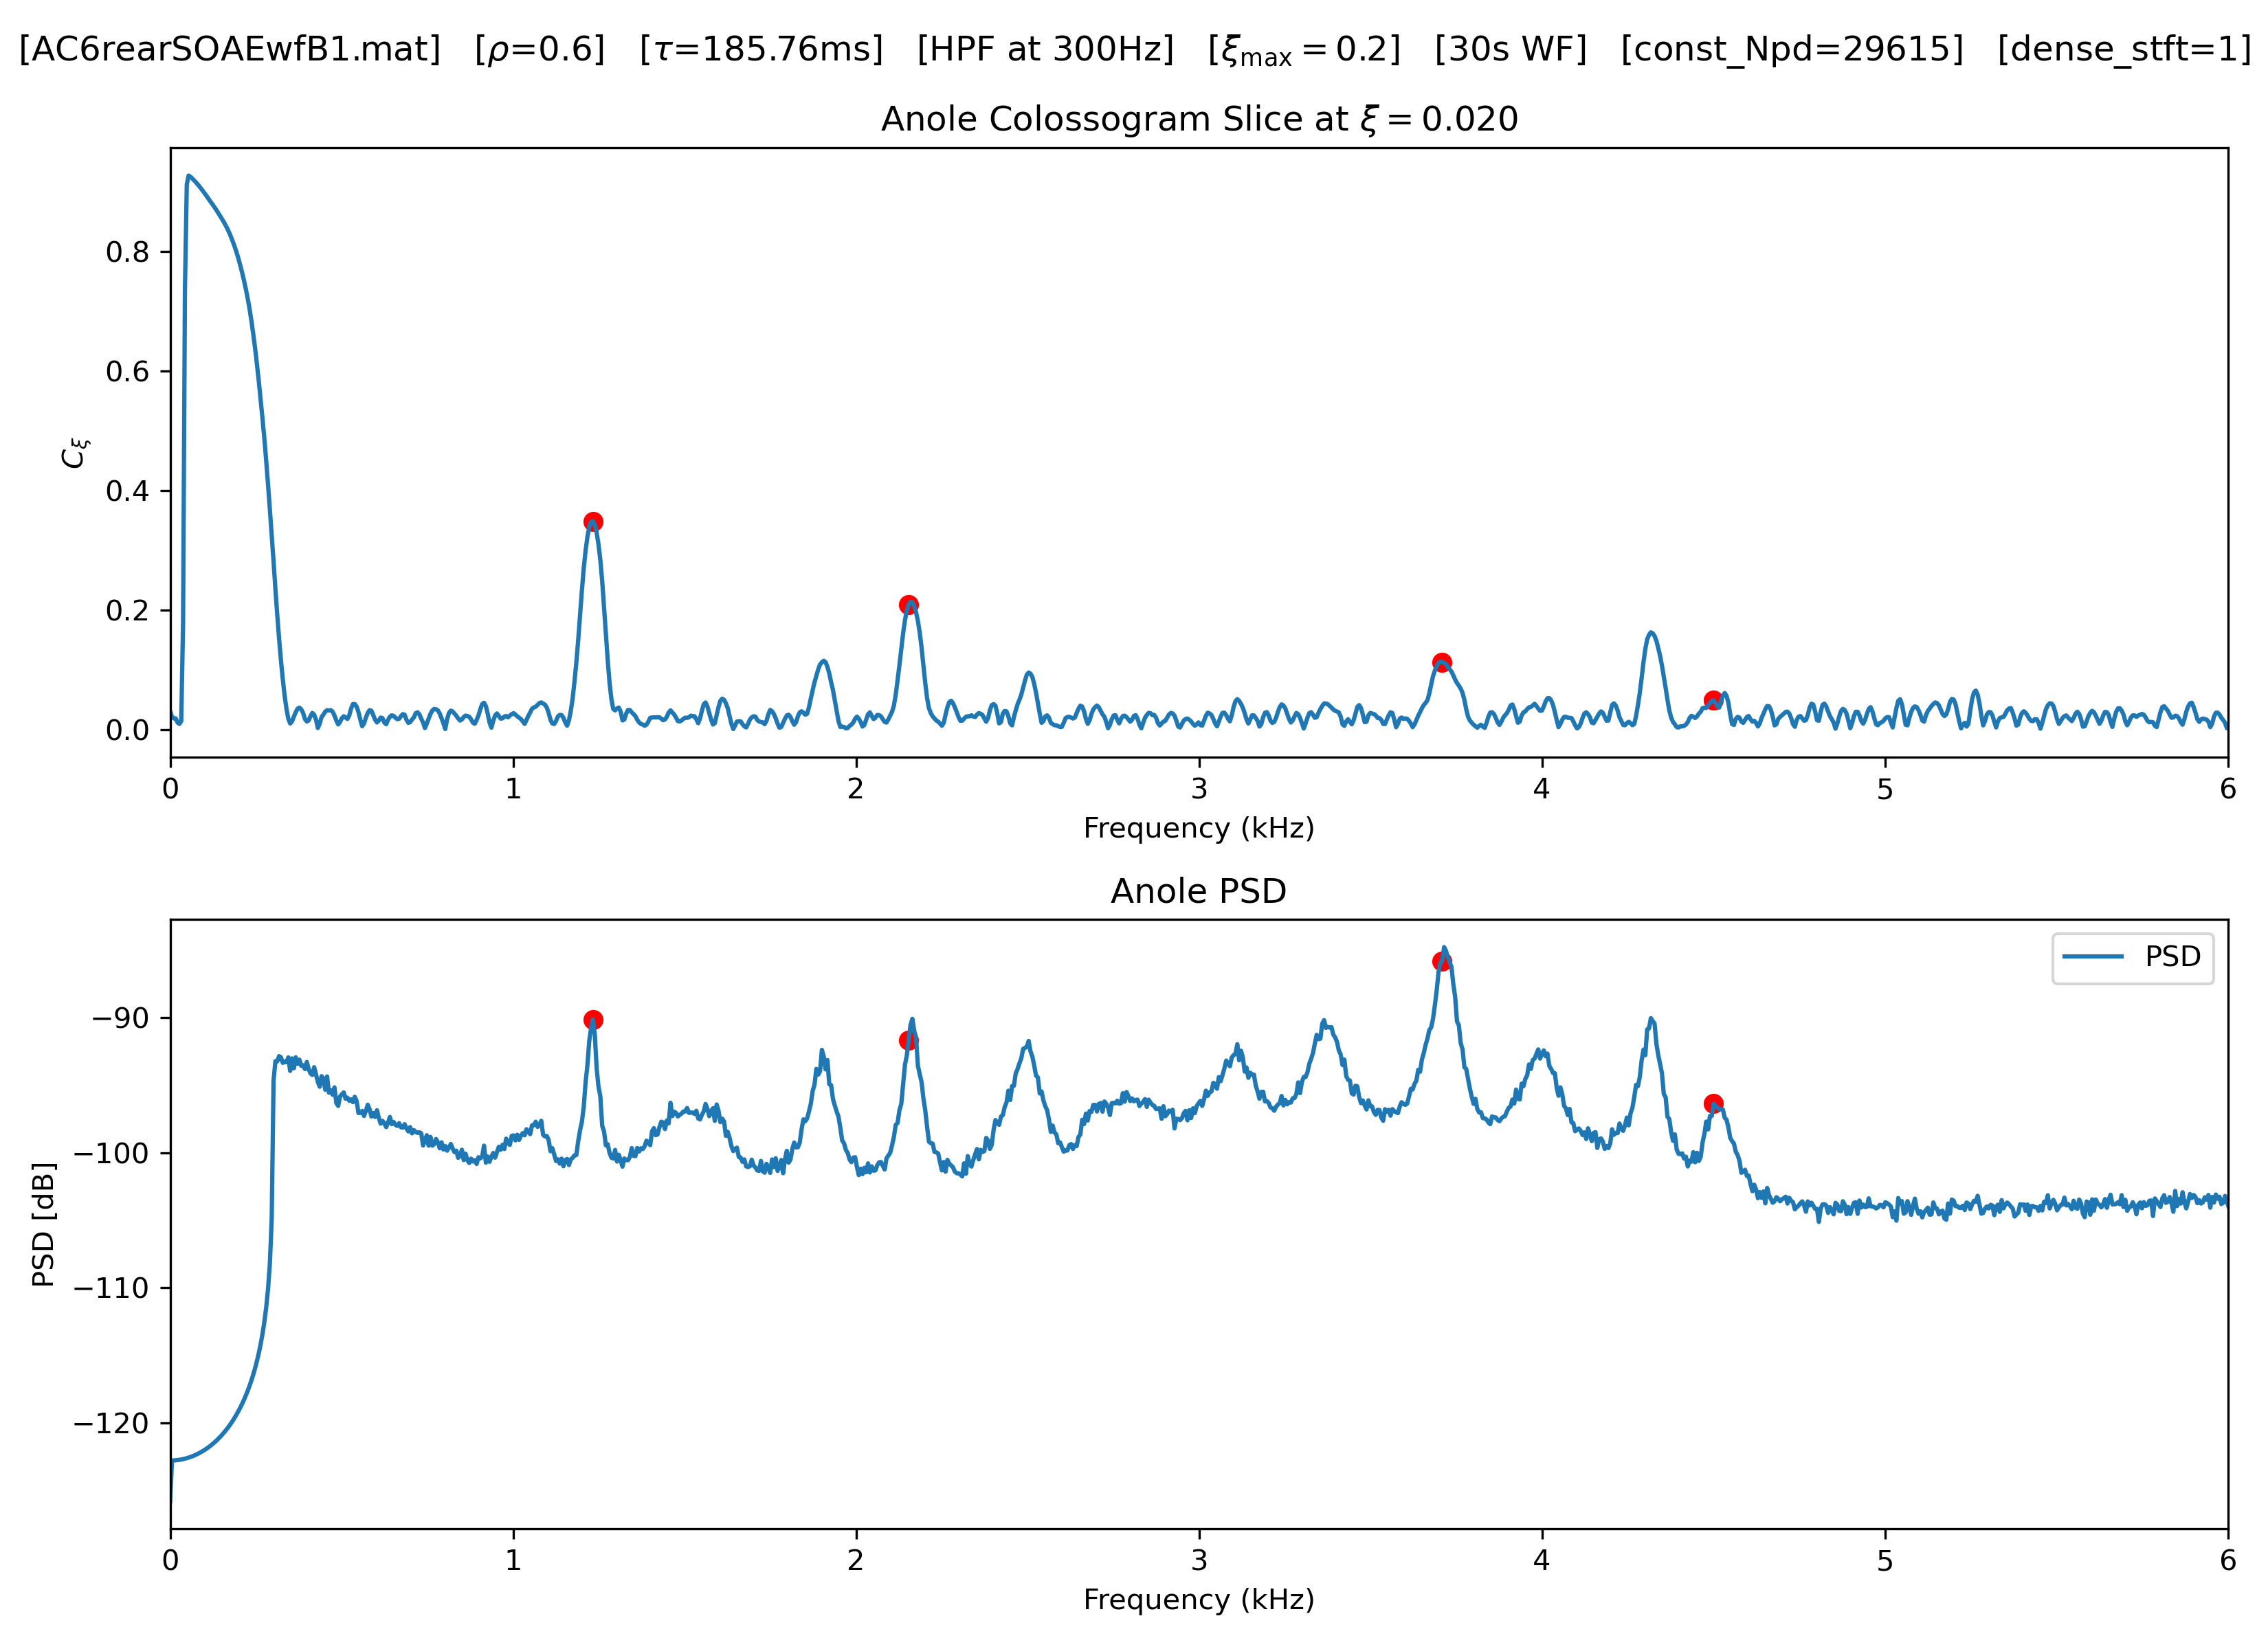 [AC6rearSOAEwfB1.mat]   [ρ=0.6]   [τ=185.76ms]   [HPF at 300Hz]   [ξmax = 0.2]   [30s WF]   [const_Npd=29615]   [dense_stft=1]
Anole Colossogram Slice at ξ = 0.020
Cξ
0.8
0.6
0.4
0.2
0.0
0 1 2 3 4 5 6
Frequency (kHz)
Anole PSD
PSD
PSD [dB]
−90
−100
−110
−120
0 1 2 3 4 5 6
Frequency (kHz)